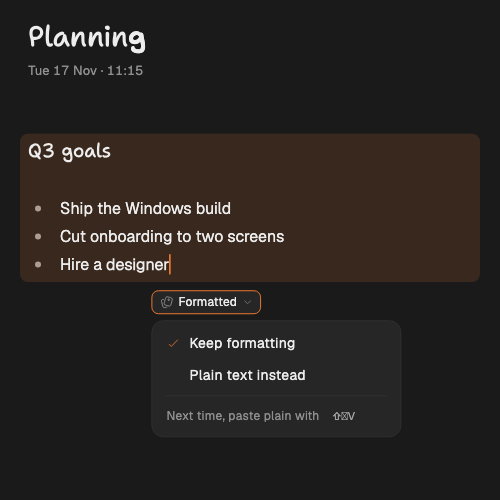 Planning
Tue 17 Nov · 11:15
Q3 goals
• Ship the Windows build
• Cut onboarding to two screens
• Hire a designer
Formatted
Keep formatting
Plain text instead
Next time, paste plain with ⇧V